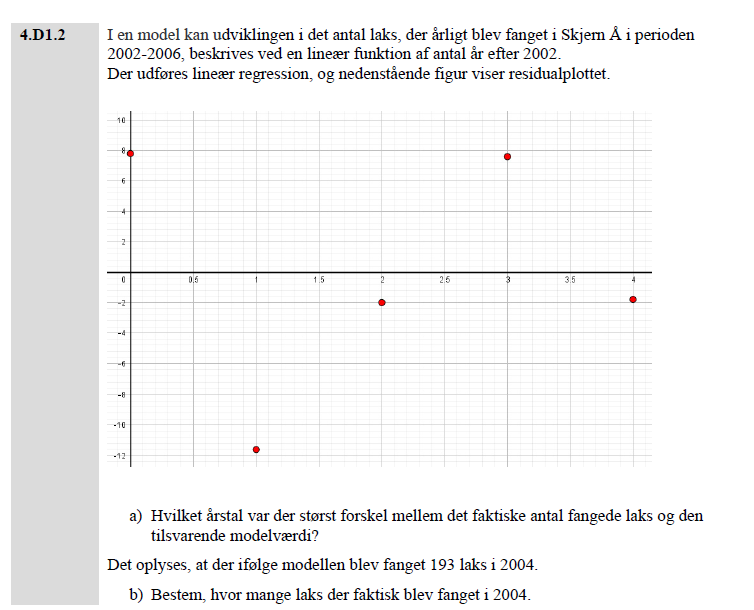 4.D1.2
I en model kan udviklingen i det antal laks, der årligt blev fanget i Skjern Å i perioden
2002-2006, beskrives ved en lineær funktion af antal år efter 2002.
Der udføres lineær regression, og nedenstående figur viser residualplottet.
10
8
6
4
2
0 0.5 1 1.5 2 2.5 3 3.5 4
-2
-4
-6
-8
-10
-12
a) Hvilket årstal var der størst forskel mellem det faktiske antal fangede laks og den
tilsvarende modelværdi?
Det oplyses, at der ifølge modellen blev fanget 193 laks i 2004.
b) Bestem, hvor mange laks der faktisk blev fanget i 2004.